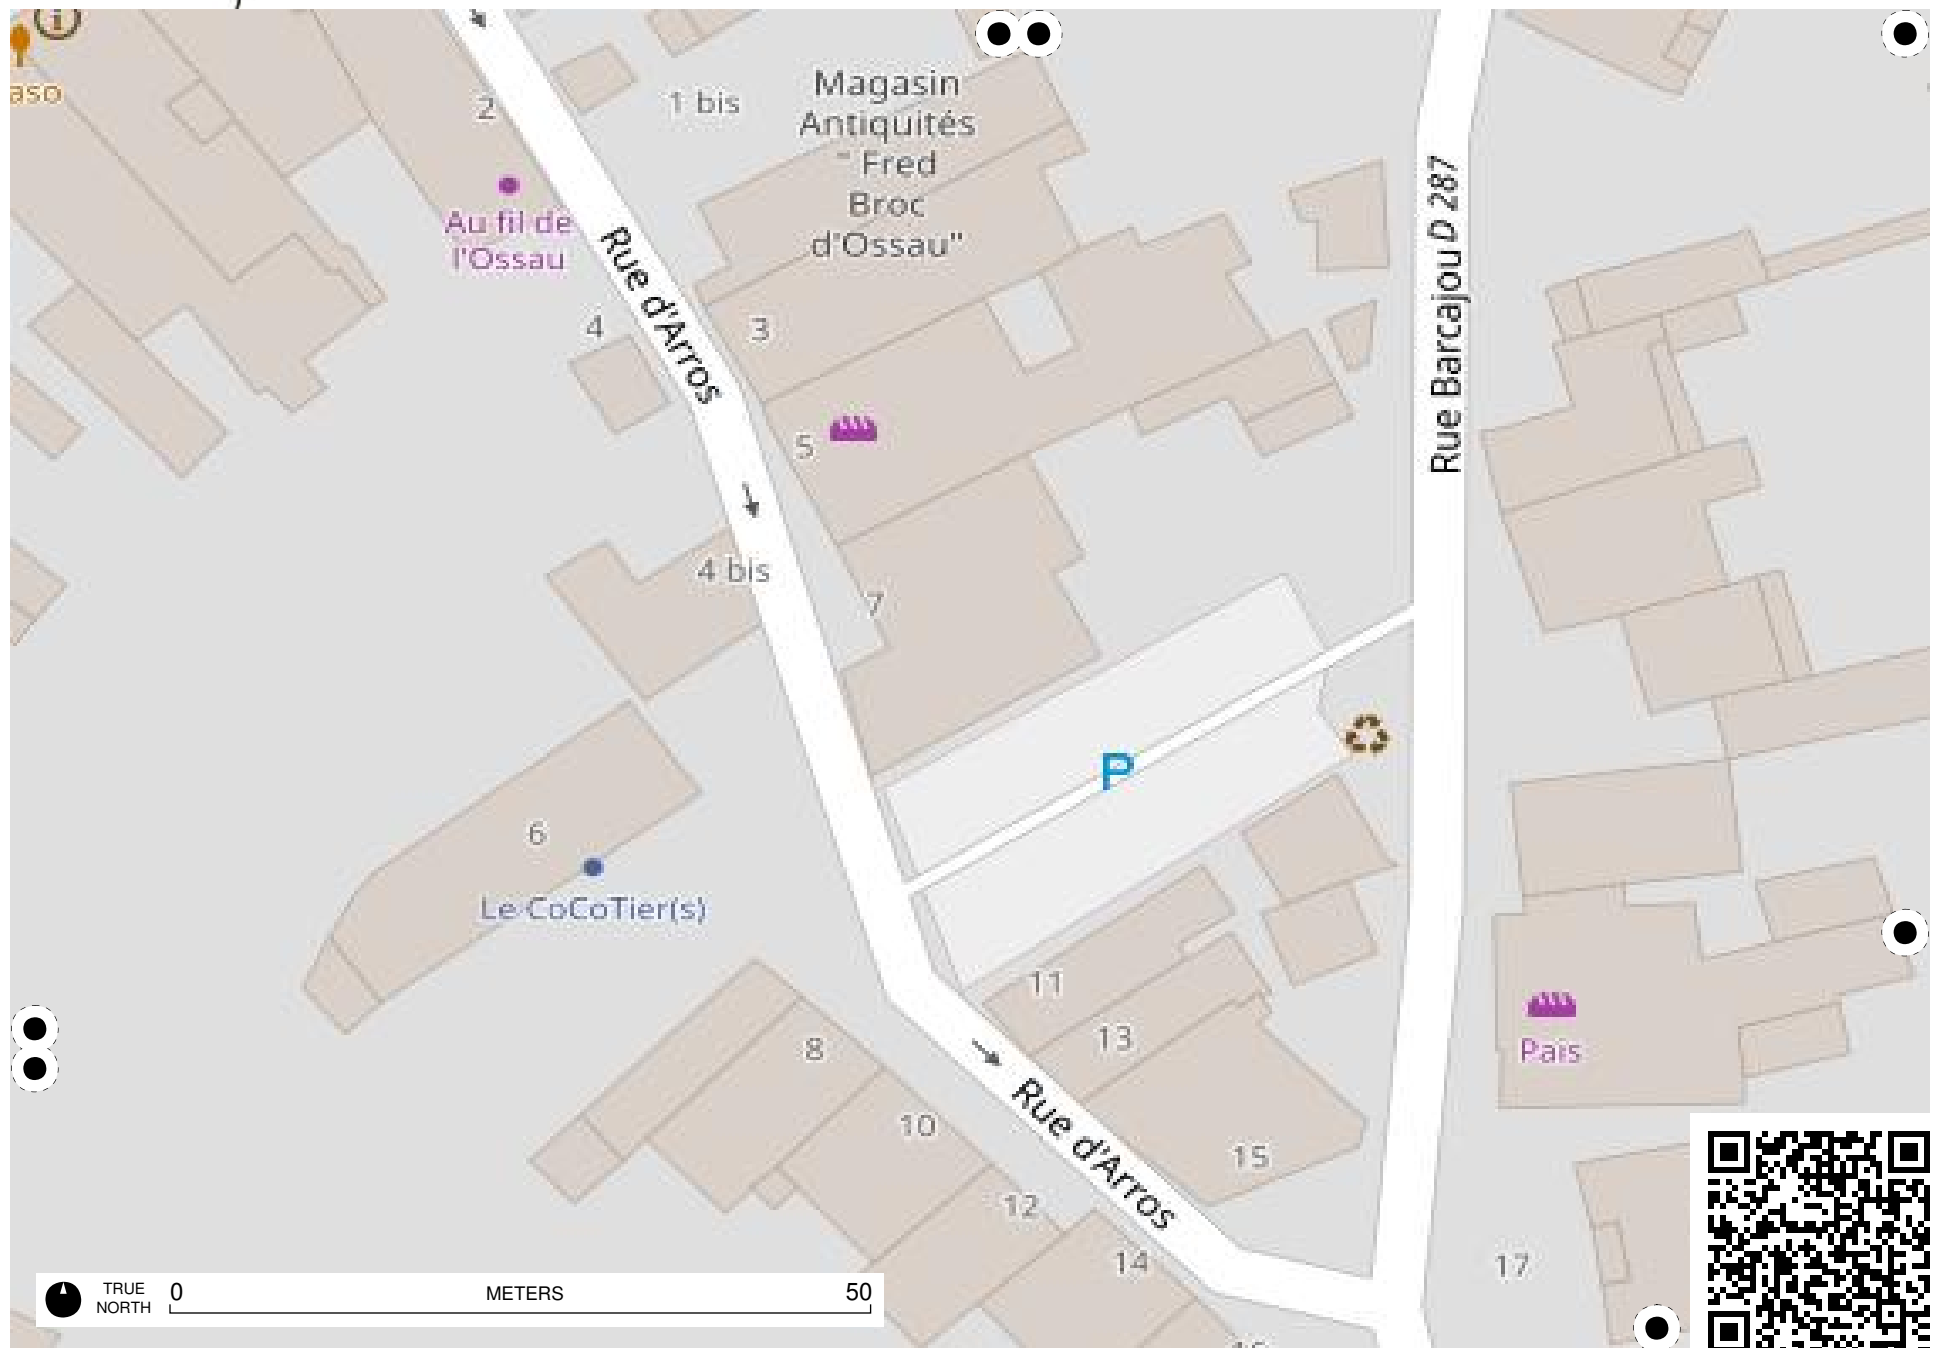 aso
2
1 bis
Magasin
Antiquités
" Fred
Broc
d'Ossau"
Au fil de
l'Ossau
Rue d'Arros
Rue Barcajou D 287
4
3
5
4 bis
7
P
6
Le CoCoTier(s)
11
13
8
10
Rue d'Arros
Pais
15
12
14
17
TRUE
NORTH
0 METERS 50